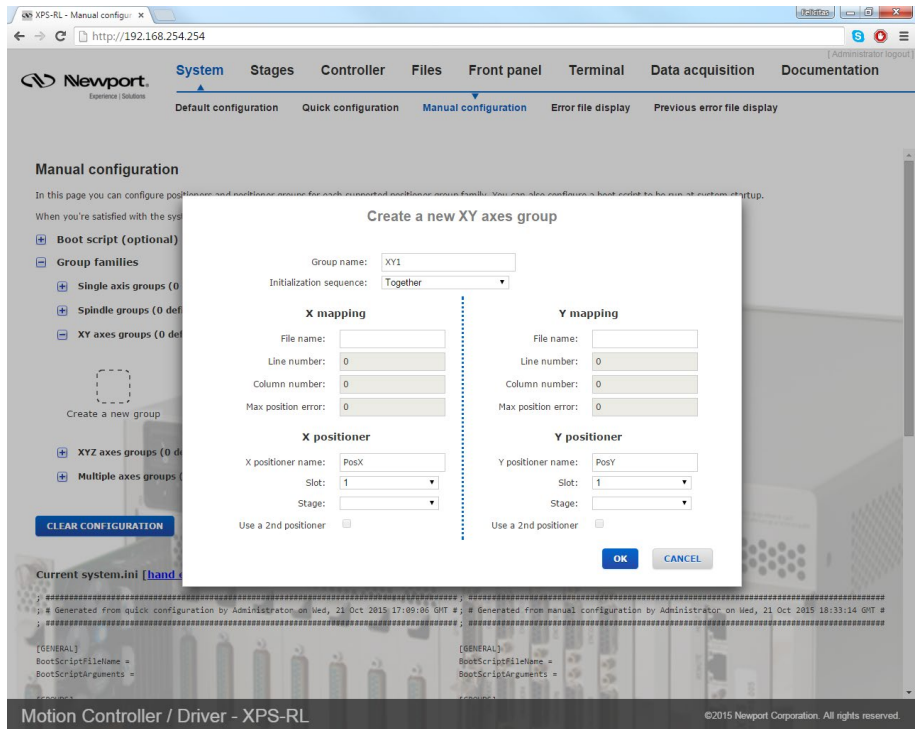 XPS-RL - Manual configur ×
Felicitas
http://192.168.254.254
[ Administrator logout ]
Newport.
Experience | Solutions
System Stages Controller Files Front panel Terminal Data acquisition Documentation
Default configuration Quick configuration Manual configuration Error file display Previous error file display
Manual configuration
In this page you can configure positioners and positioner groups for each supported positioner group family. You can also configure a boot script to be run at system startup.
When you're satisfied with the sys
Boot script (optional)
Group families
Single axis groups (0
Spindle groups (0 def
XY axes groups (0 def
Create a new group
XYZ axes groups (0 de
Multiple axes groups (
CLEAR CONFIGURATION
Create a new XY axes group
Group name: XY1
Initialization sequence: Together
X mapping Y mapping
File name: File name:
Line number: 0 Line number: 0
Column number: 0 Column number: 0
Max position error: 0 Max position error: 0
X positioner Y positioner
X positioner name: PosX Y positioner name: PosY
Slot: 1 Slot: 1
Stage: Stage:
Use a 2nd positioner Use a 2nd positioner
OK CANCEL
Current system.ini [hand
; # Generated from quick configuration by Administrator on Wed, 21 Oct 2015 17:09:06 GMT # ; # Generated from manual configuration by Administrator on Wed, 21 Oct 2015 18:33:14 GMT #
[GENERAL] [GENERAL]
BootScriptFileName = BootScriptFileName =
BootScriptArguments = BootScriptArguments =
Motion Controller / Driver - XPS-RL
©2015 Newport Corporation. All rights reserved.